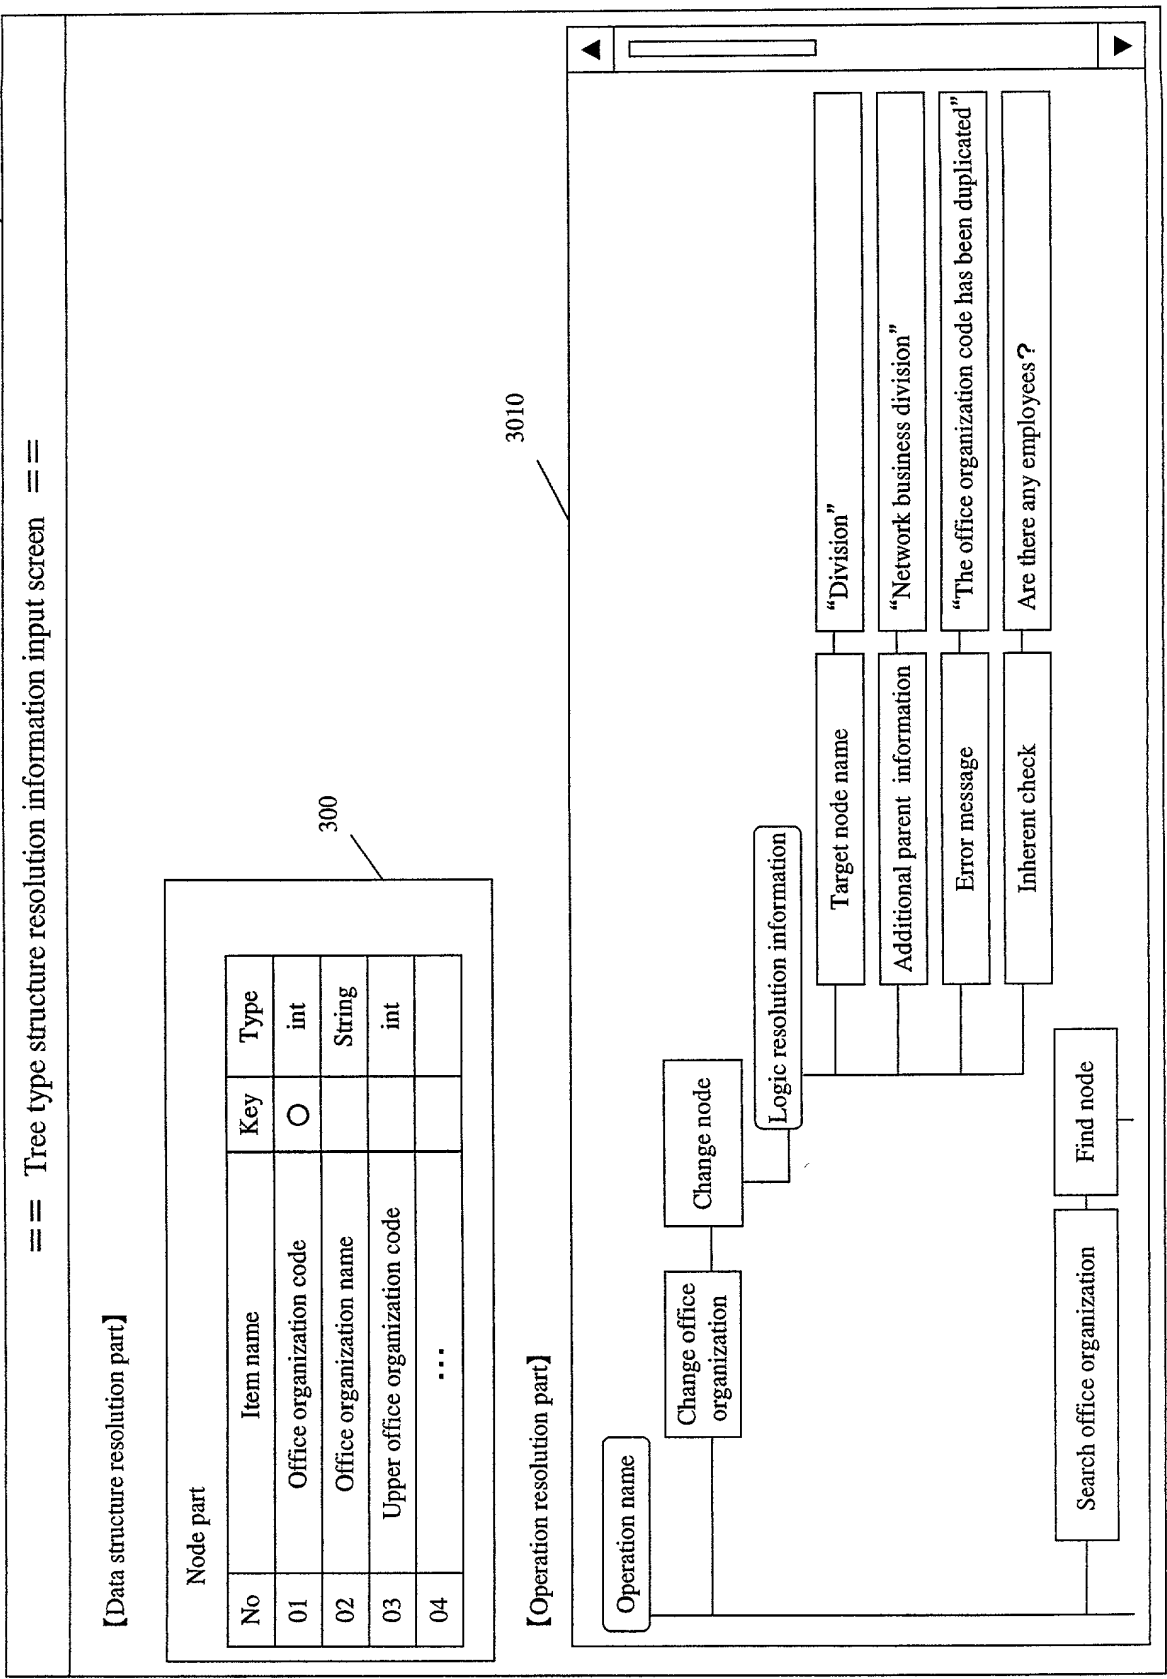 == Tree type structure resolution information input screen ==
【Data structure resolution part】
Node part
300
No Item name Key Type
01 Office organization code ○ int
02 Office organization name String
03 Upper office organization code int
04 ...
【Operation resolution part】
3010
Operation name
Change office
organization
Change node
Logic resolution information
Target node name “Division”
Additional parent information “Network business division”
Error message “The office organization code has been duplicated”
Inherent check Are there any employees?
Search office organization Find node